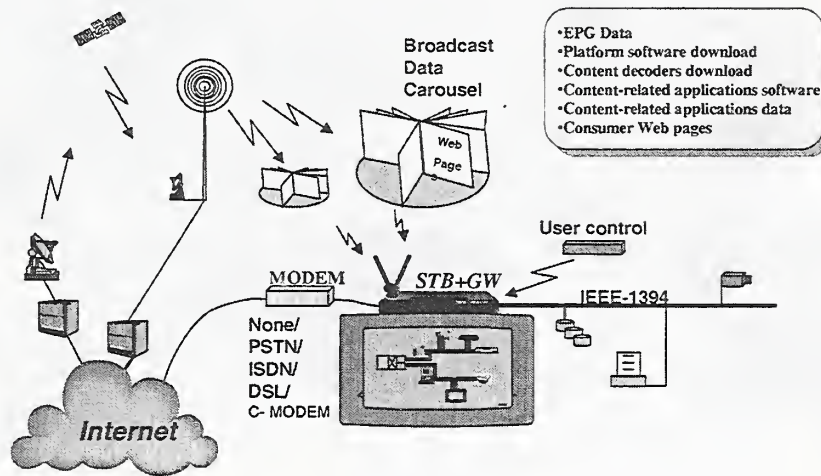 Broadcast
Data
Carousel
•EPG Data
•Platform software download
•Content decoders download
•Content-related applications software
•Content-related applications data
•Consumer Web pages
Web
Page
s
User control
MODEM
STB+GW
IEEE-1394
None/
PSTN/
ISDN/
DSL/
C- MODEM
Internet